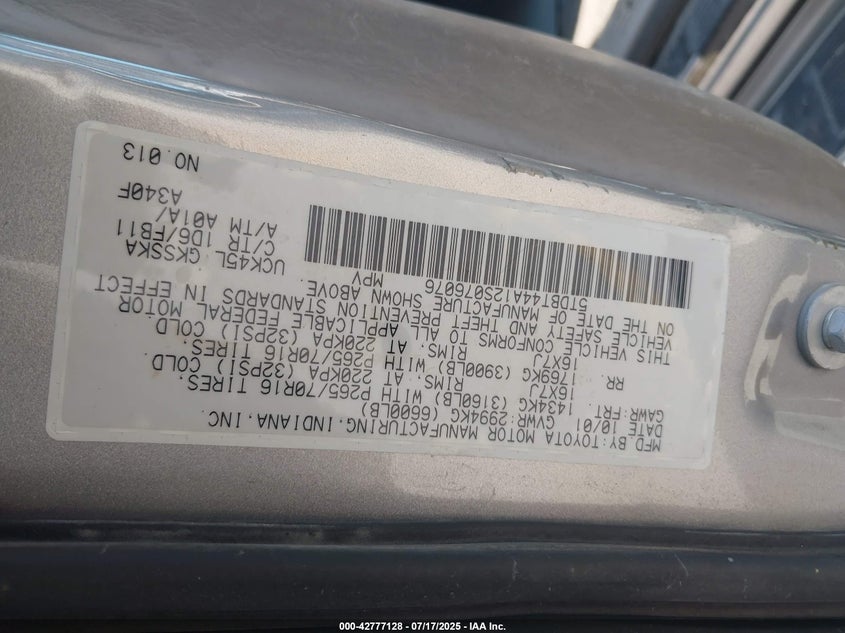 MFD.BY:TOYOTA MOTOR MANUFACTURING.INDIANA.INC
DATE 10/01 GVWR:2994KG(6600LB)
GAWR:FRT. 1434KG(3160LB)WITH P265/70R16 TIRES.
16X7J RIMS. AT 220KPA(32PSI) COLD
RR. 1769KG (3900LB)WITH P265/70R16 TIRES.
16X7J RIMS. AT 220KPA(32PSI) COLD
THIS VEHICLE CONFORMS TO ALL APPLICABLE FEDERAL MOTOR
VEHICLE SAFETY AND THEFT PREVENTION STANDARDS IN EFFECT
ON THE DATE OF MANUFACTURE SHOWN ABOVE
5TDBT44A12S076976 MPV
UCK45L GKSSKA
C/TR 1D6/FB11
A/TM A01A/ A340F
NO.013
000-42777128 - 07/17/2025 - IAA Inc.